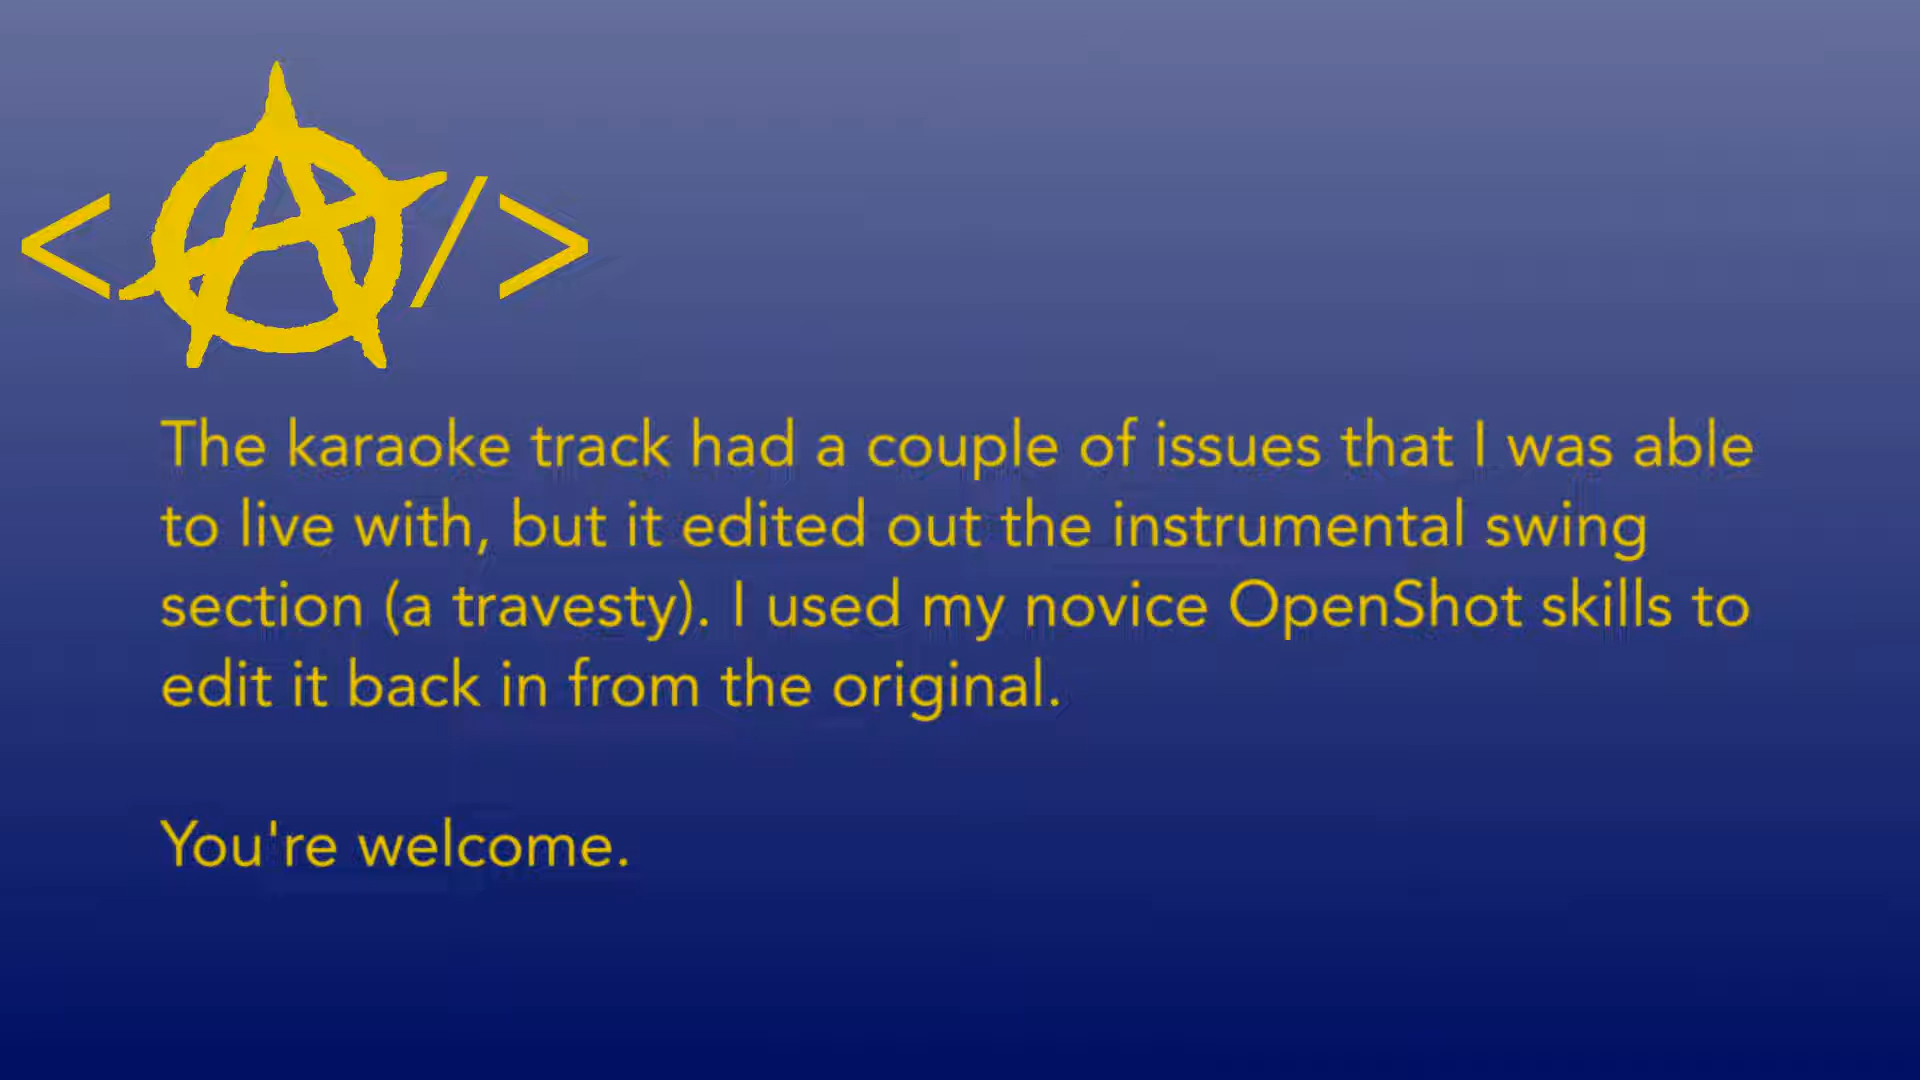 <A/>
The karaoke track had a couple of issues that I was able
to live with, but it edited out the instrumental swing
section (a travesty). I used my novice OpenShot skills to
edit it back in from the original.
You're welcome.